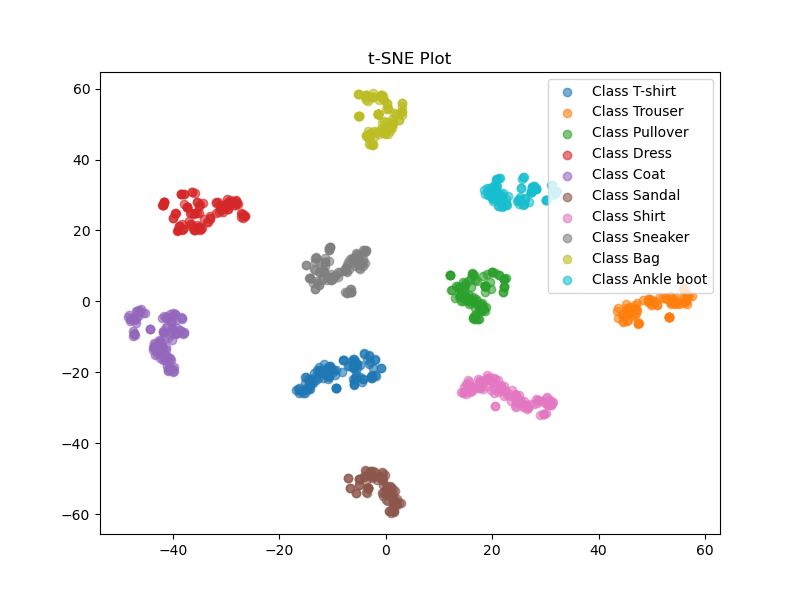 t-SNE Plot
60
40
20
0
−20
−40
−60
−40
−20
0
20
40
60
Class T-shirt
Class Trouser
Class Pullover
Class Dress
Class Coat
Class Sandal
Class Shirt
Class Sneaker
Class Bag
Class Ankle boot